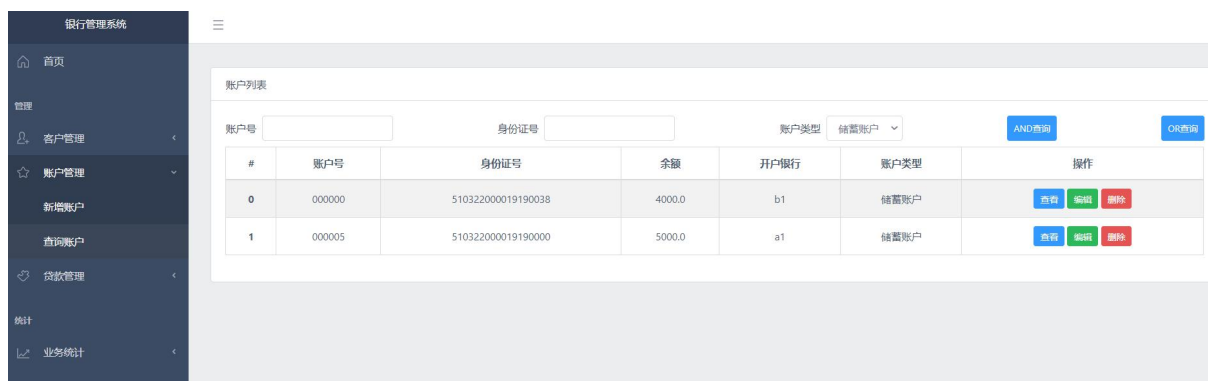 银行管理系统
首页
管理
客户管理
账户管理
新增账户
查询账户
贷款管理
统计
业务统计
账户列表
账户号 身份证号 账户类型 储蓄账户 AND查询 OR查询
# 账户号 身份证号 余额 开户银行 账户类型 操作
0 000000 510322000019190038 4000.0 b1 储蓄账户 查看 编辑 删除
1 000005 510322000019190000 5000.0 a1 储蓄账户 查看 编辑 删除